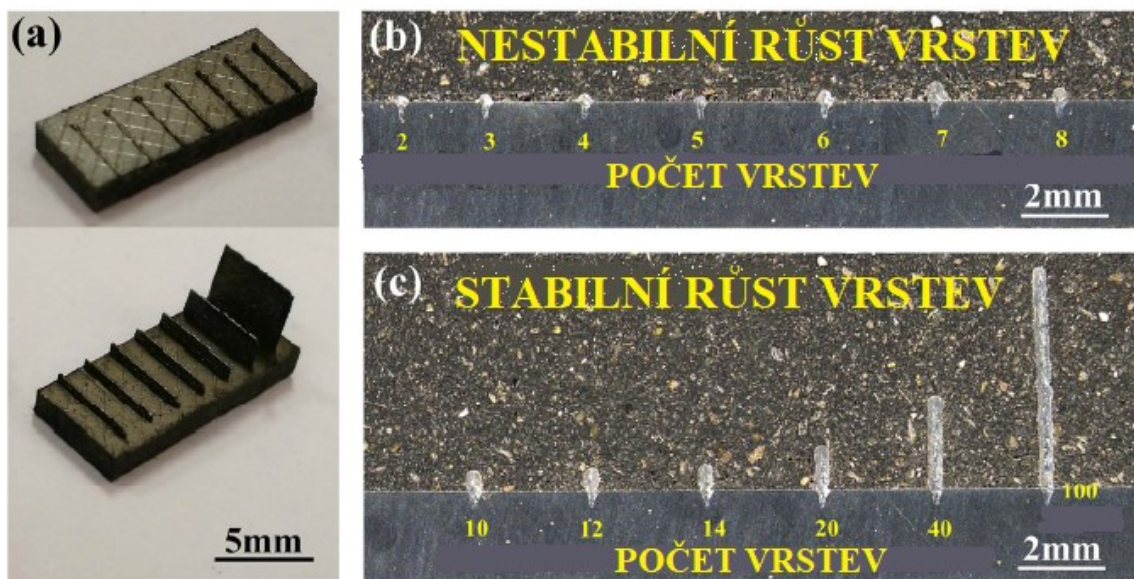 (a)
5mm
(b)
NESTABILNÍ RŮST VRSTEV
2 3 4 5 6 7 8
POČET VRSTEV
2mm
(c)
STABILNÍ RŮST VRSTEV
10 12 14 20 40 100
POČET VRSTEV
2mm